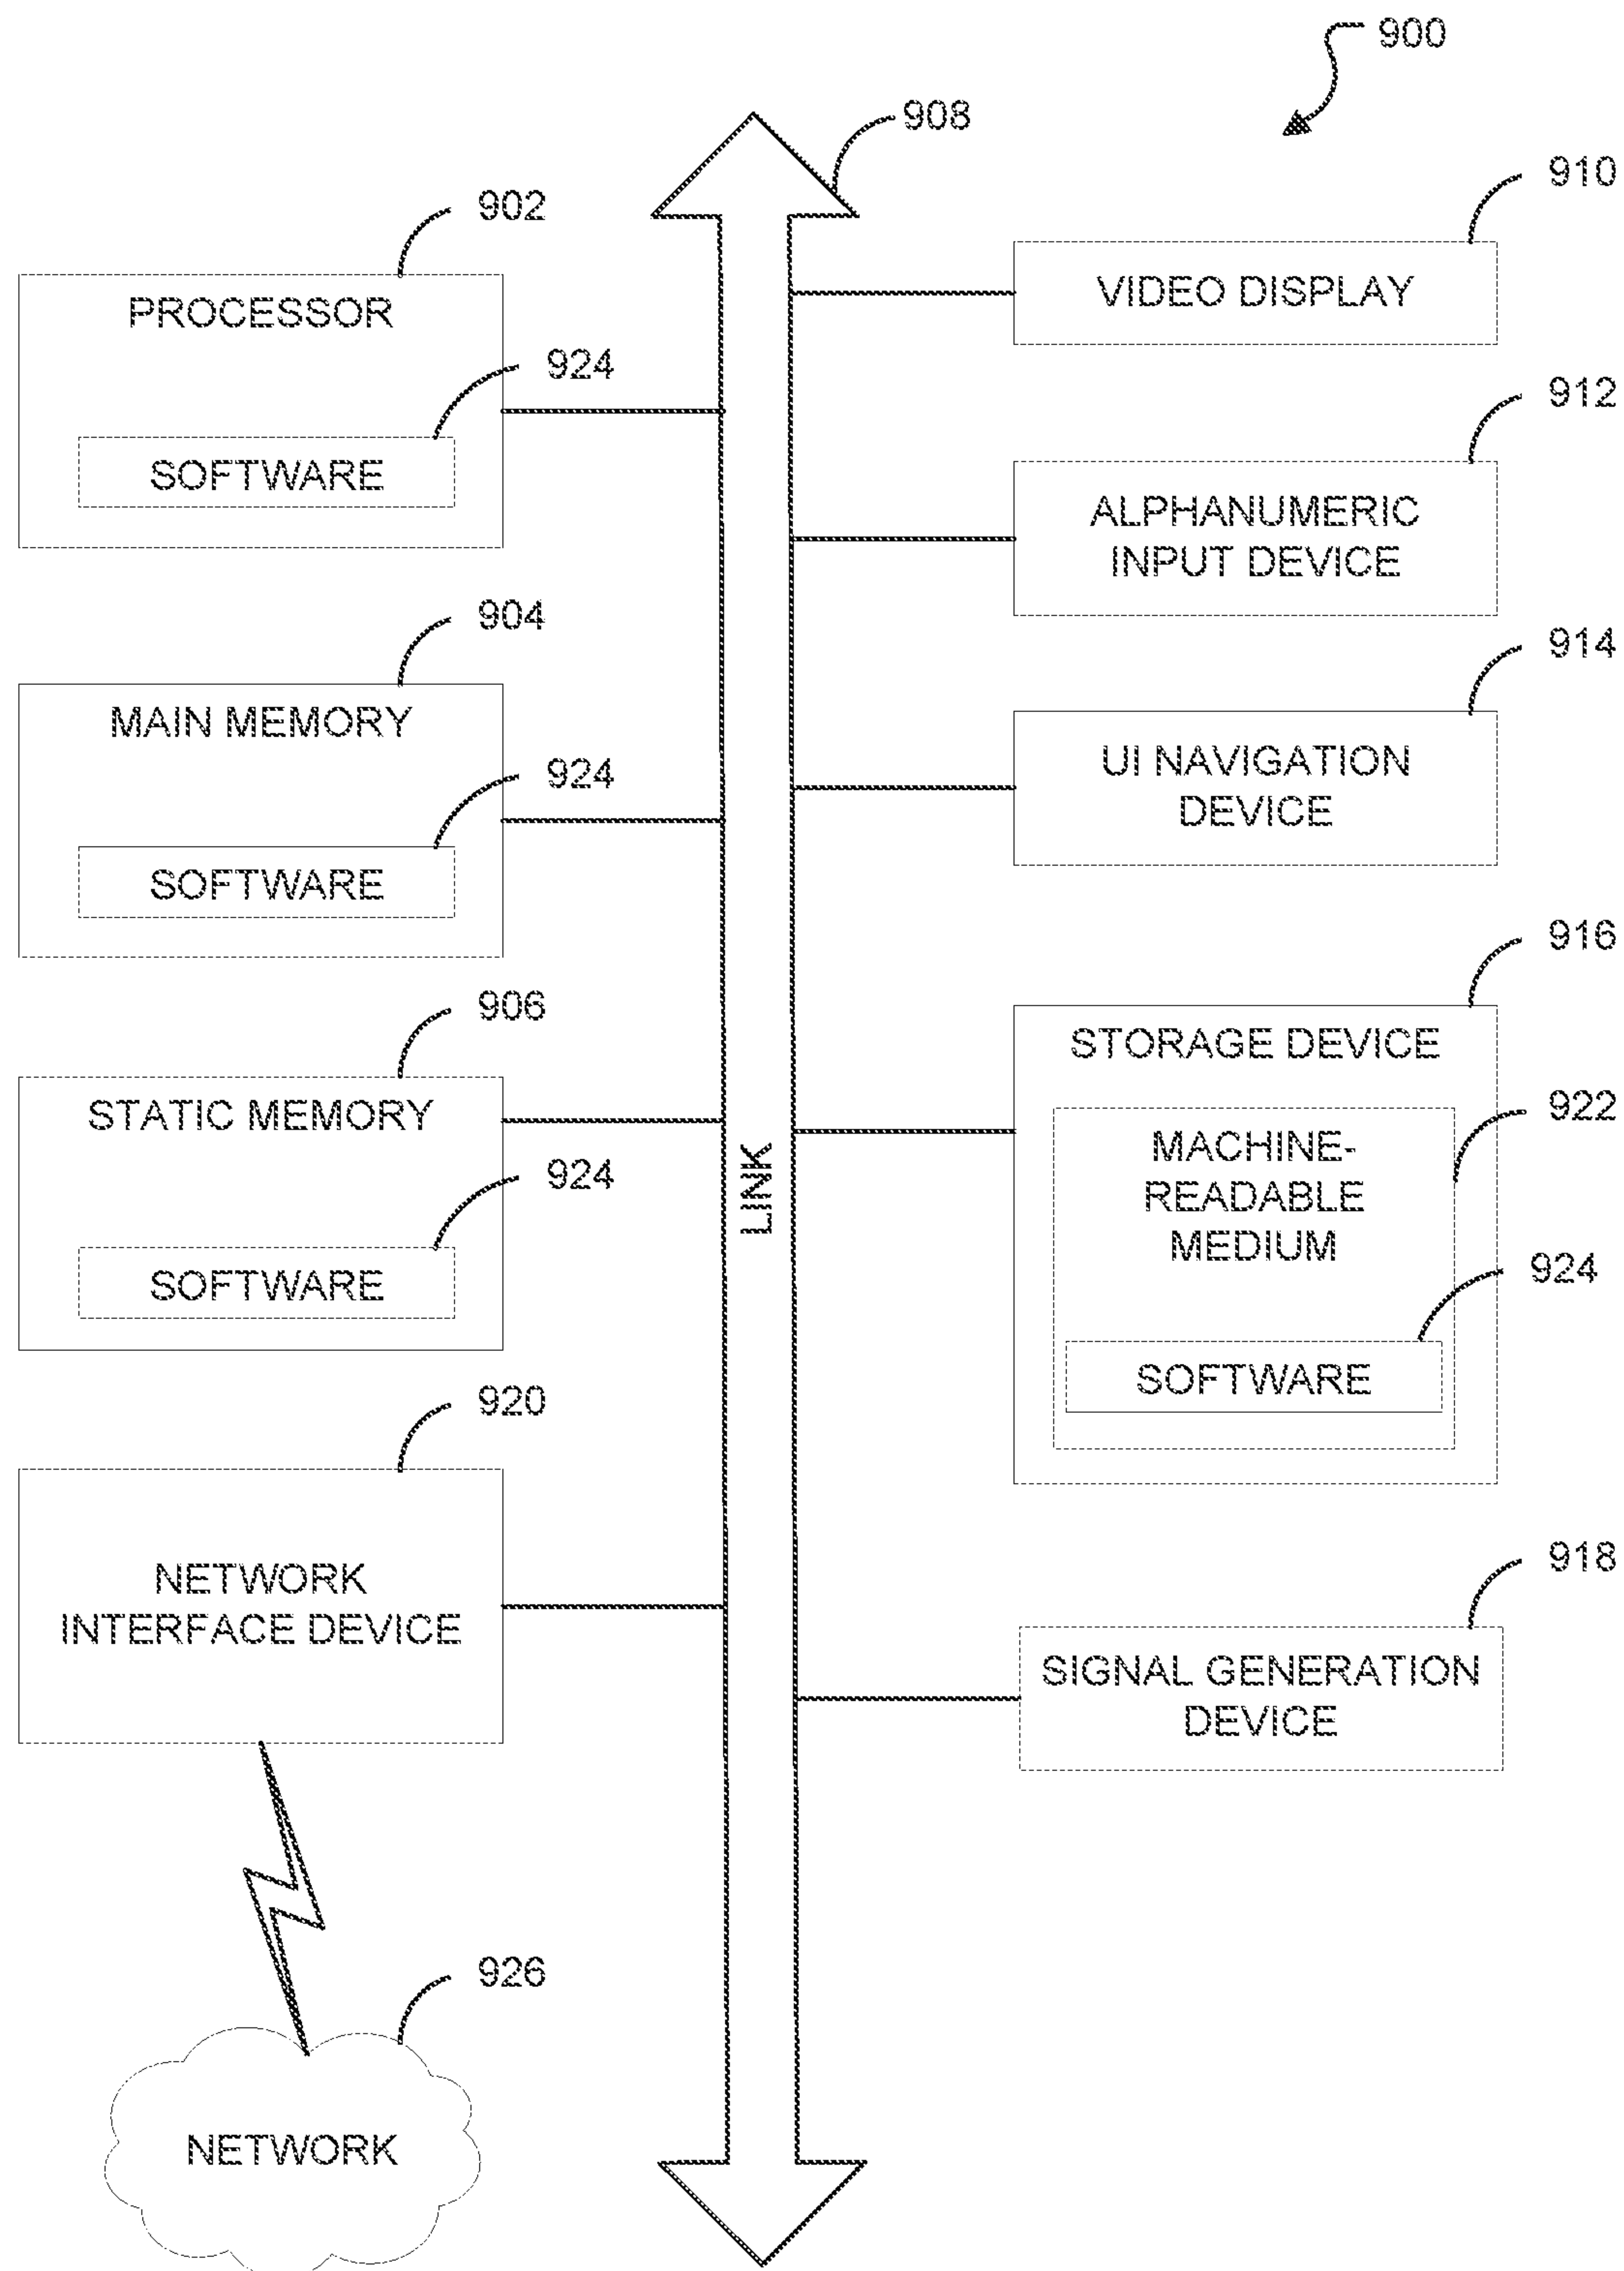 900
908
902
PROCESSOR
924
SOFTWARE
904
MAIN MEMORY
924
SOFTWARE
906
STATIC MEMORY
924
SOFTWARE
920
NETWORK
INTERFACE DEVICE
926
NETWORK
LINK
910
VIDEO DISPLAY
912
ALPHANUMERIC
INPUT DEVICE
914
UI NAVIGATION
DEVICE
916
STORAGE DEVICE
922
MACHINE-
READABLE
MEDIUM
924
SOFTWARE
918
SIGNAL GENERATION
DEVICE